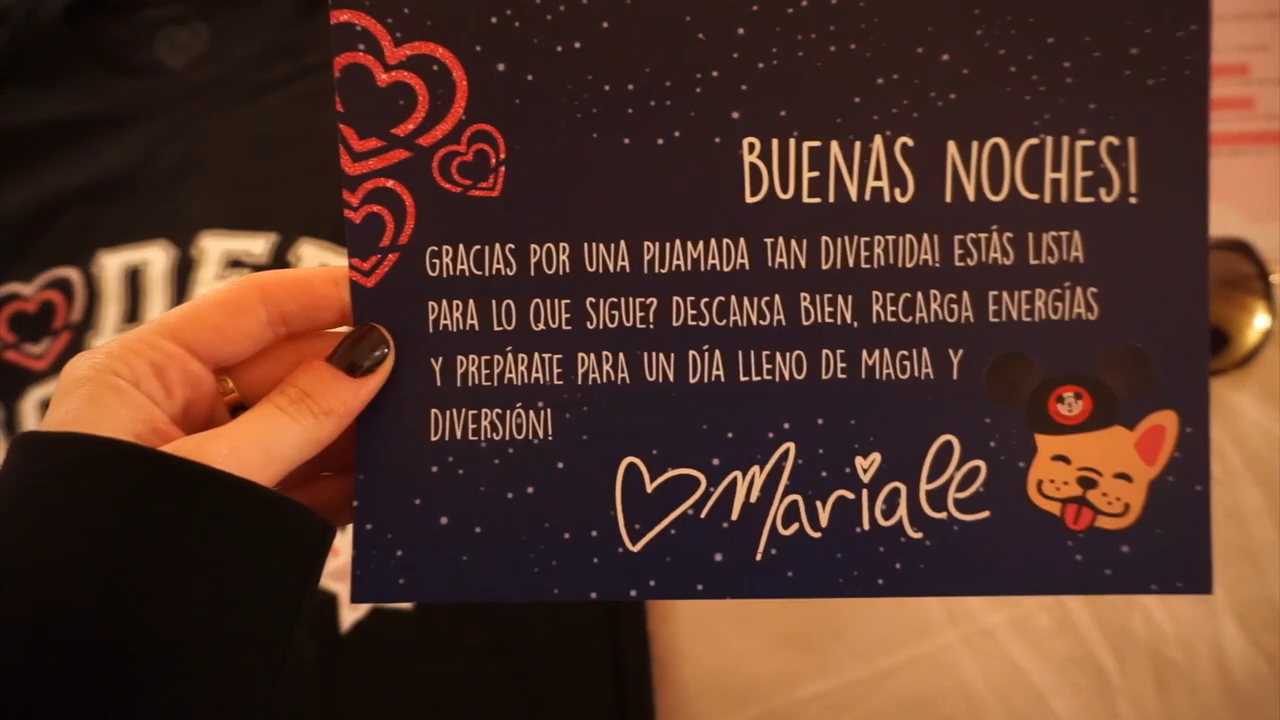 BUENAS NOCHES!
GRACIAS POR UNA PIJAMADA TAN DIVERTIDA! ESTÁS LISTA
PARA LO QUE SIGUE? DESCANSA BIEN, RECARGA ENERGÍAS
Y PREPÁRATE PARA UN DÍA LLENO DE MAGIA Y
DIVERSIÓN!
Mariale